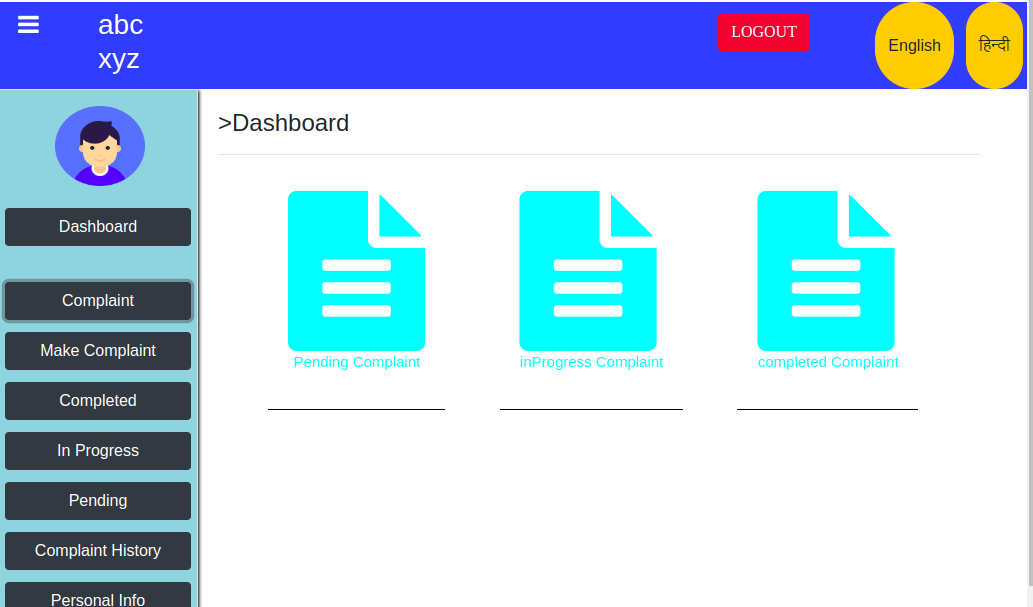 abc
xyz
LOGOUT
English
हिन्दी
>Dashboard
Dashboard
Complaint
Make Complaint
Completed
In Progress
Pending
Complaint History
Personal Info
Pending Complaint
inProgress Complaint
completed Complaint